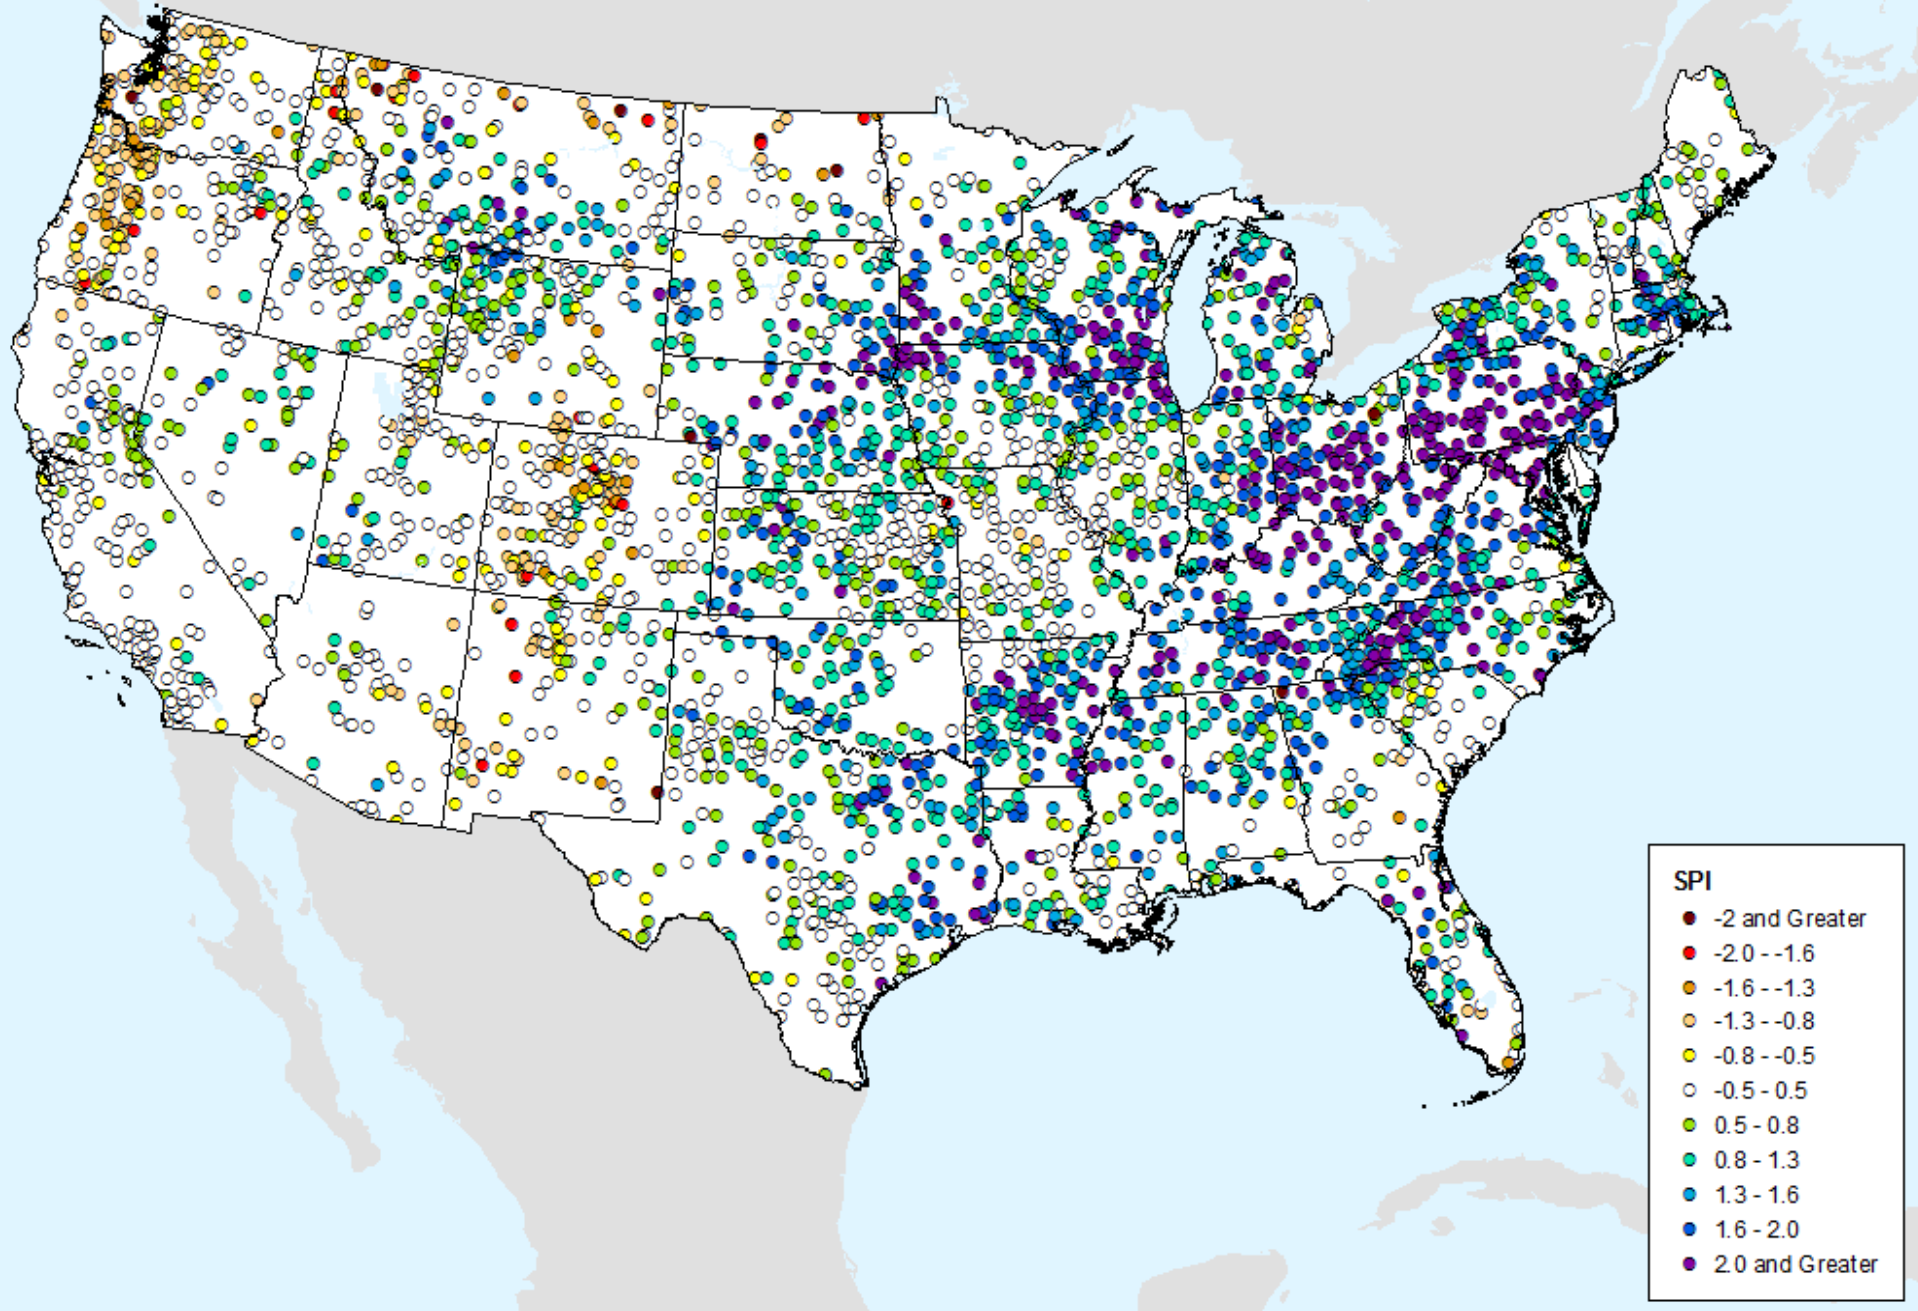 SPI
-2 and Greater
-2.0 - -1.6
-1.6 - -1.3
-1.3 - -0.8
-0.8 - -0.5
-0.5 - 0.5
0.5 - 0.8
0.8 - 1.3
1.3 - 1.6
1.6 - 2.0
2.0 and Greater